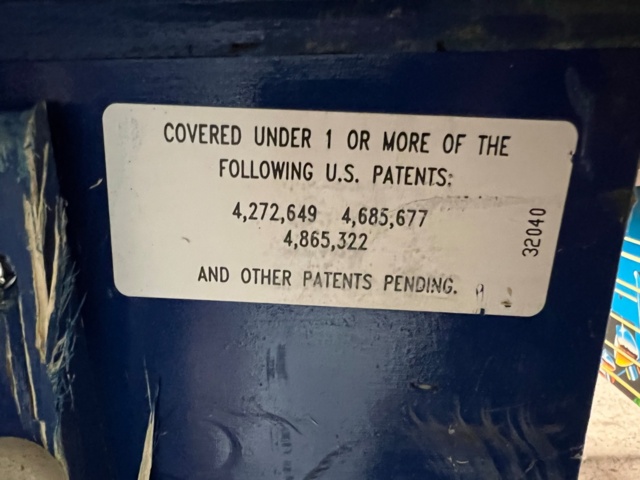 COVERED UNDER 1 OR MORE OF THE
FOLLOWING U.S. PATENTS:
4,272,649 4,685,677
4,865,322
AND OTHER PATENTS PENDING.
32040